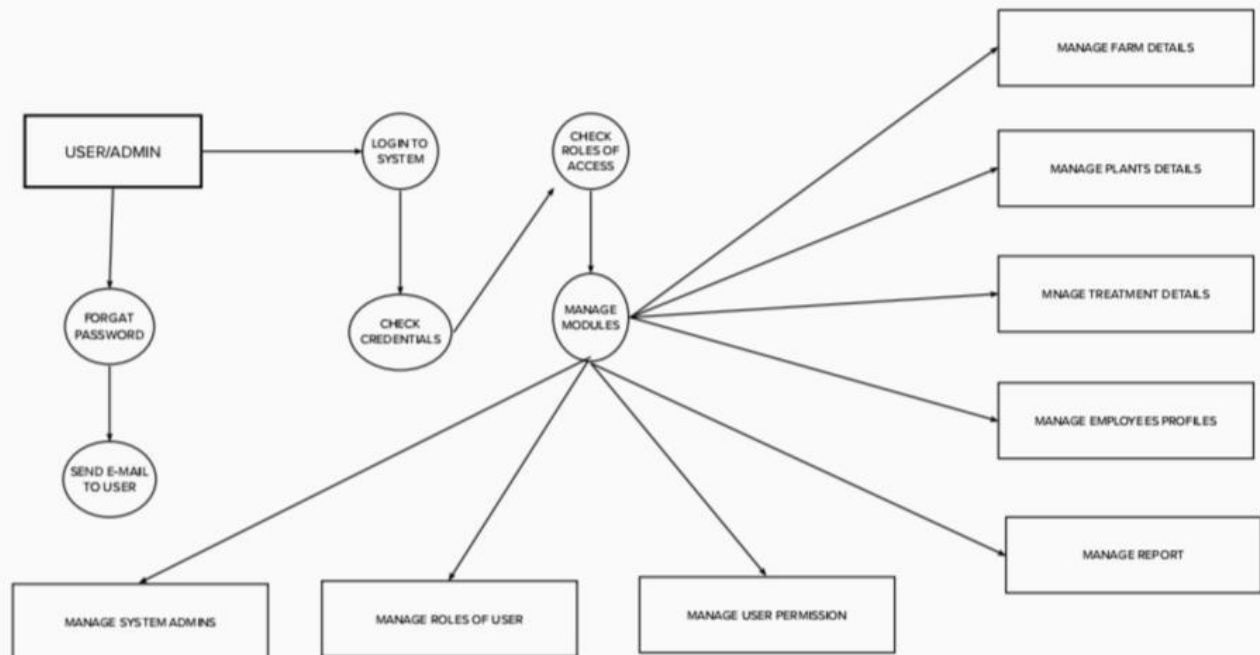 MANAGE FARM DETAILS
USER/ADMIN
LOGIN TO
SYSTEM
CHECK
ROLES OF
ACCESS
MANAGE PLANTS DETAILS
FORGAT
PASSWORD
CHECK
CREDENTIALS
MANAGE
MODULES
MNAGE TREATMENT DETAILS
MANAGE EMPLOYEES PROFILES
SEND E-MAIL
TO USER
MANAGE REPORT
MANAGE SYSTEM ADMINS
MANAGE ROLES OF USER
MANAGE USER PERMISSION